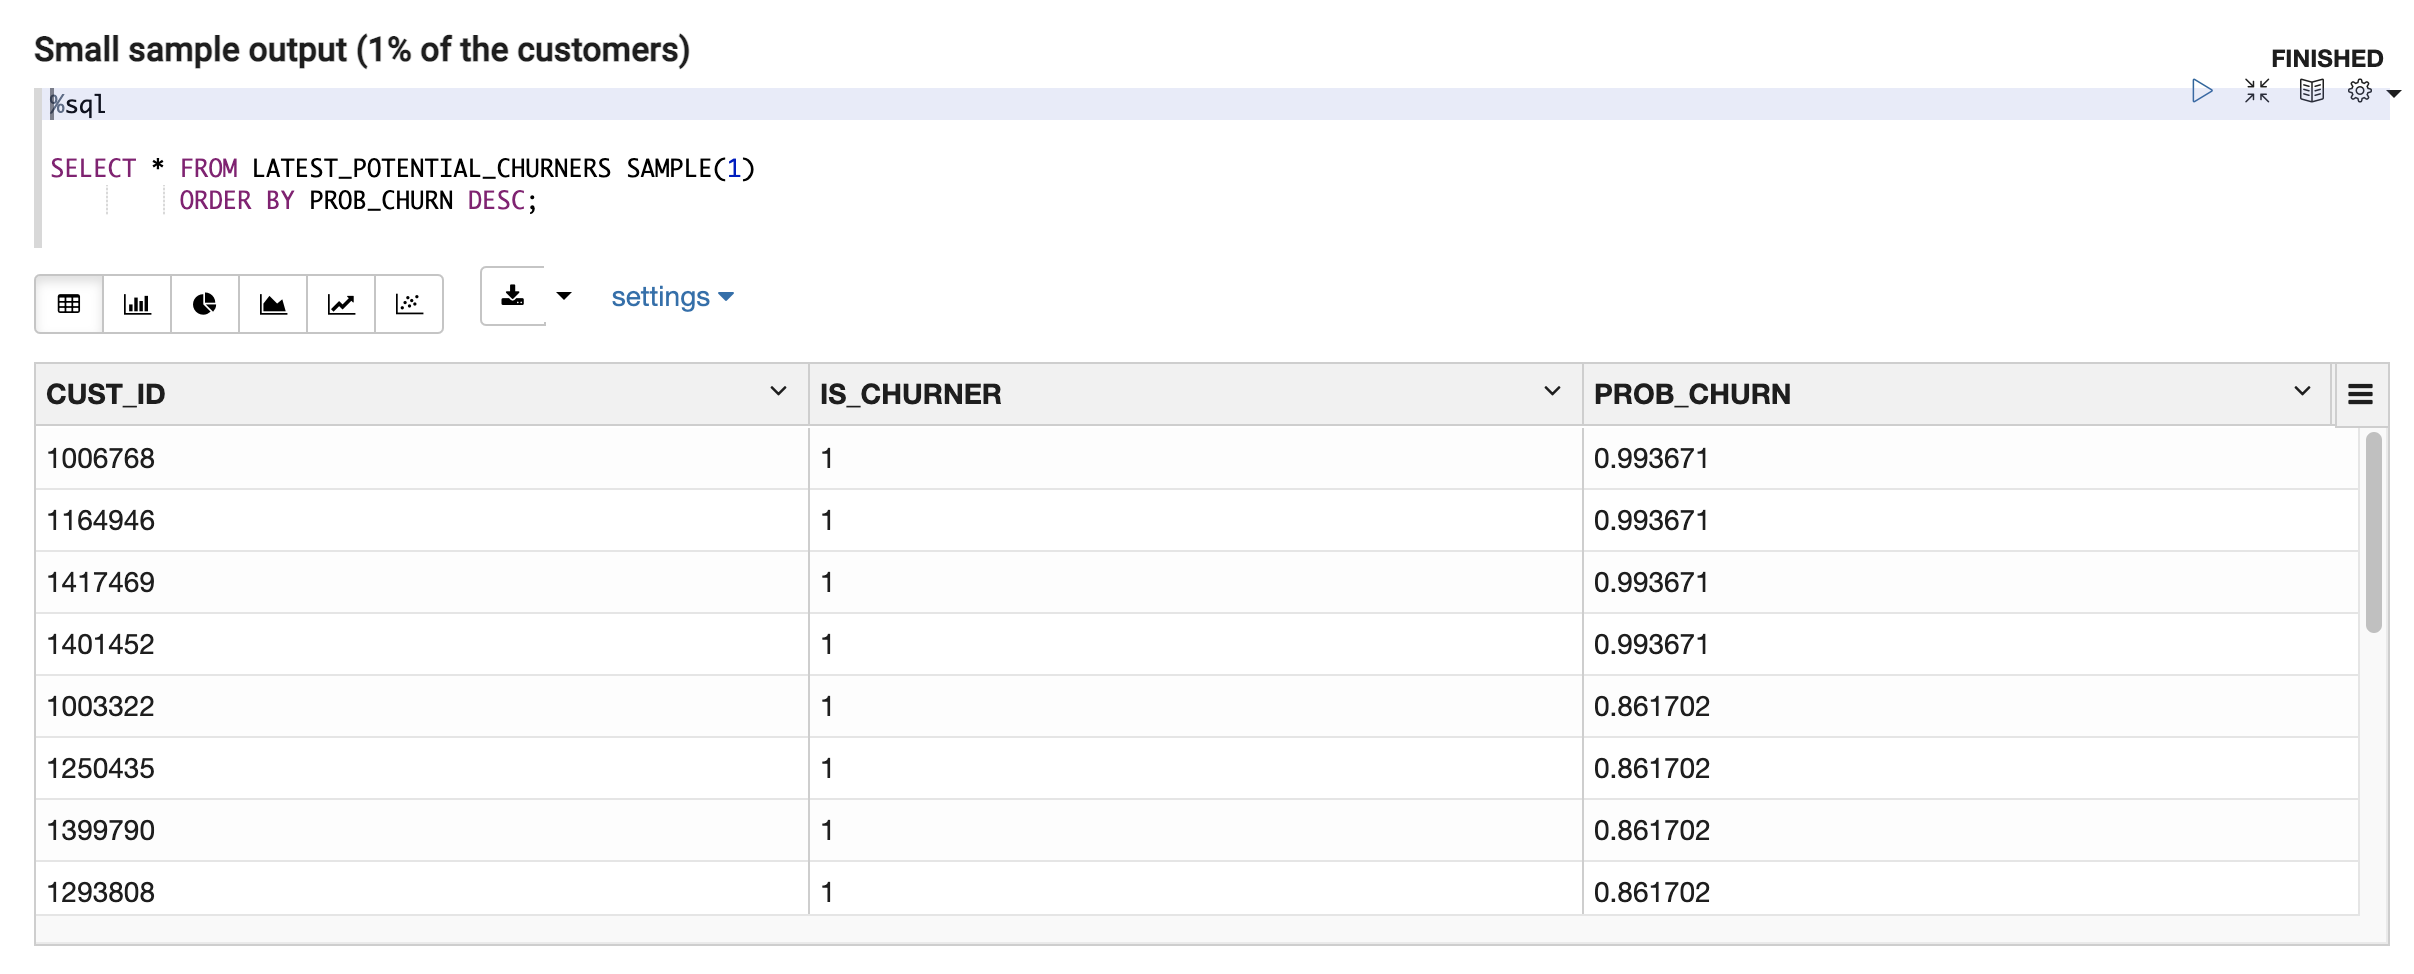 Small sample output (1% of the customers)
FINISHED
%sql
SELECT * FROM LATEST_POTENTIAL_CHURNERS SAMPLE(1)
ORDER BY PROB_CHURN DESC;
settings
CUST_ID IS_CHURNER PROB_CHURN
1006768 1 0.993671
1164946 1 0.993671
1417469 1 0.993671
1401452 1 0.993671
1003322 1 0.861702
1250435 1 0.861702
1399790 1 0.861702
1293808 1 0.861702